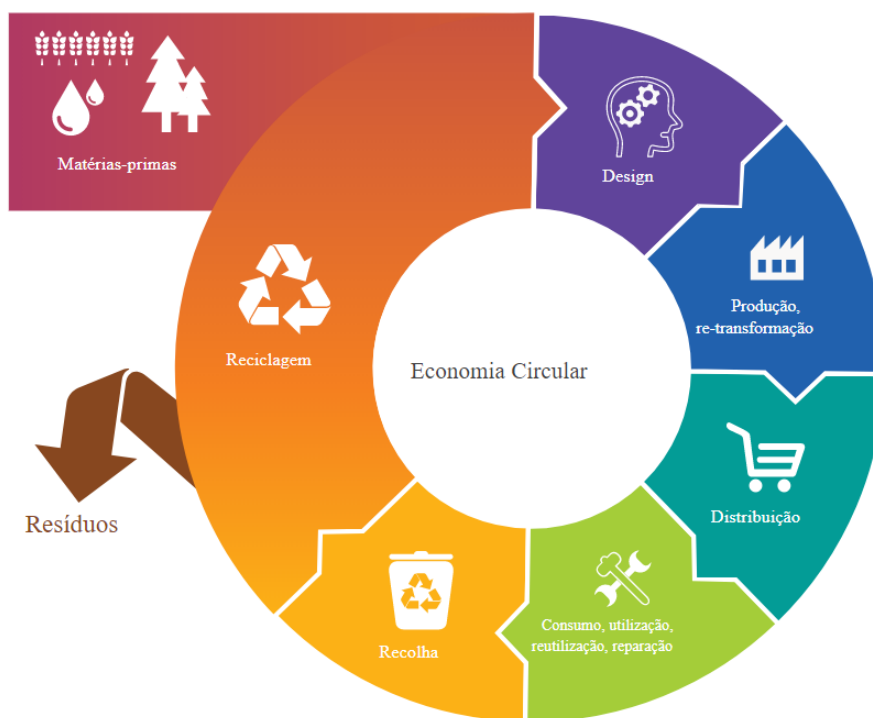 Matérias-primas
Design
Produção,
re-transformação
Reciclagem
Economia Circular
Distribuição
Resíduos
Consumo, utilização,
reutilização, reparação
Recolha